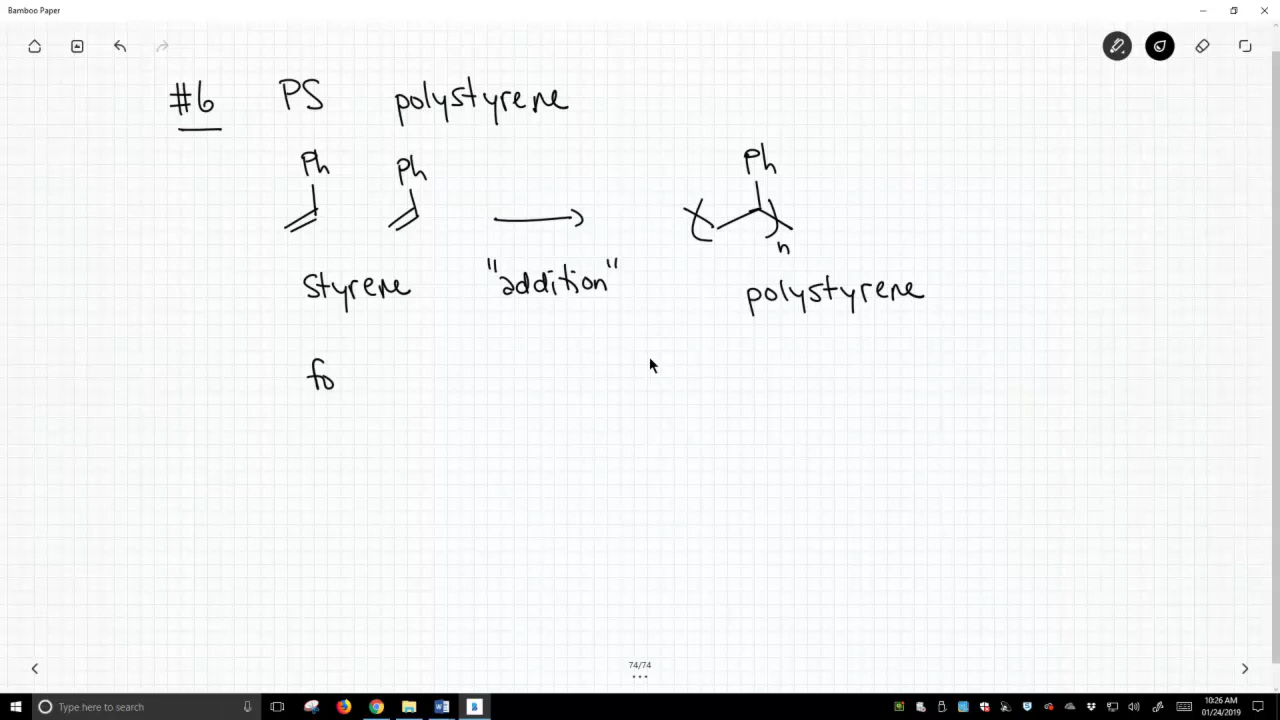 Bamboo Paper
#6 PS polystyrene
Ph Ph Ph
n
styrene "addition" polystyrene
fo
74/74
Type here to search
10:26 AM
01/24/2019